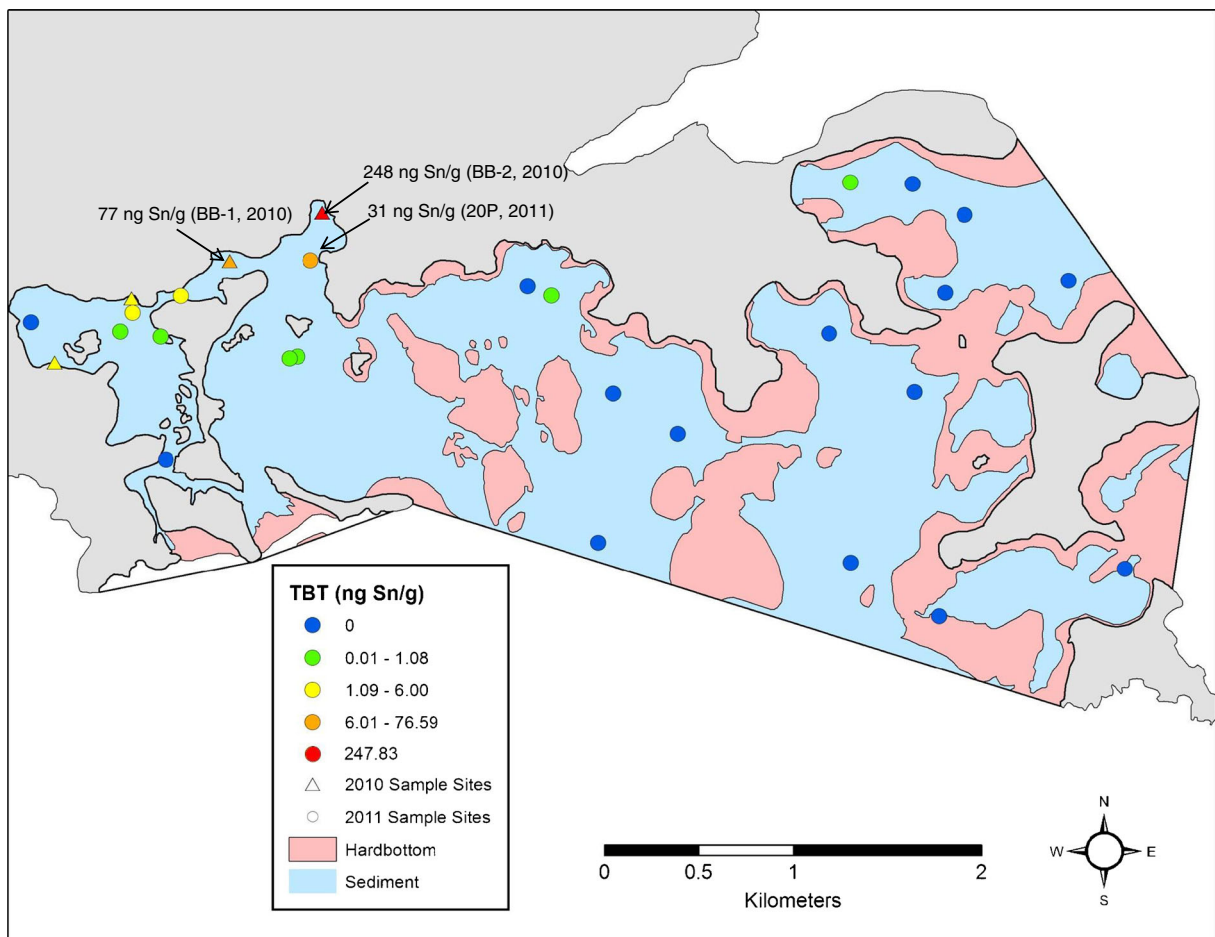 248 ng Sn/g (BB-2, 2010)
77 ng Sn/g (BB-1, 2010)
31 ng Sn/g (20P, 2011)
TBT (ng Sn/g)
0
0.01 - 1.08
1.09 - 6.00
6.01 - 76.59
247.83
2010 Sample Sites
2011 Sample Sites
Hardbottom
Sediment
0 0.5 1 2
Kilometers
N
W E
S